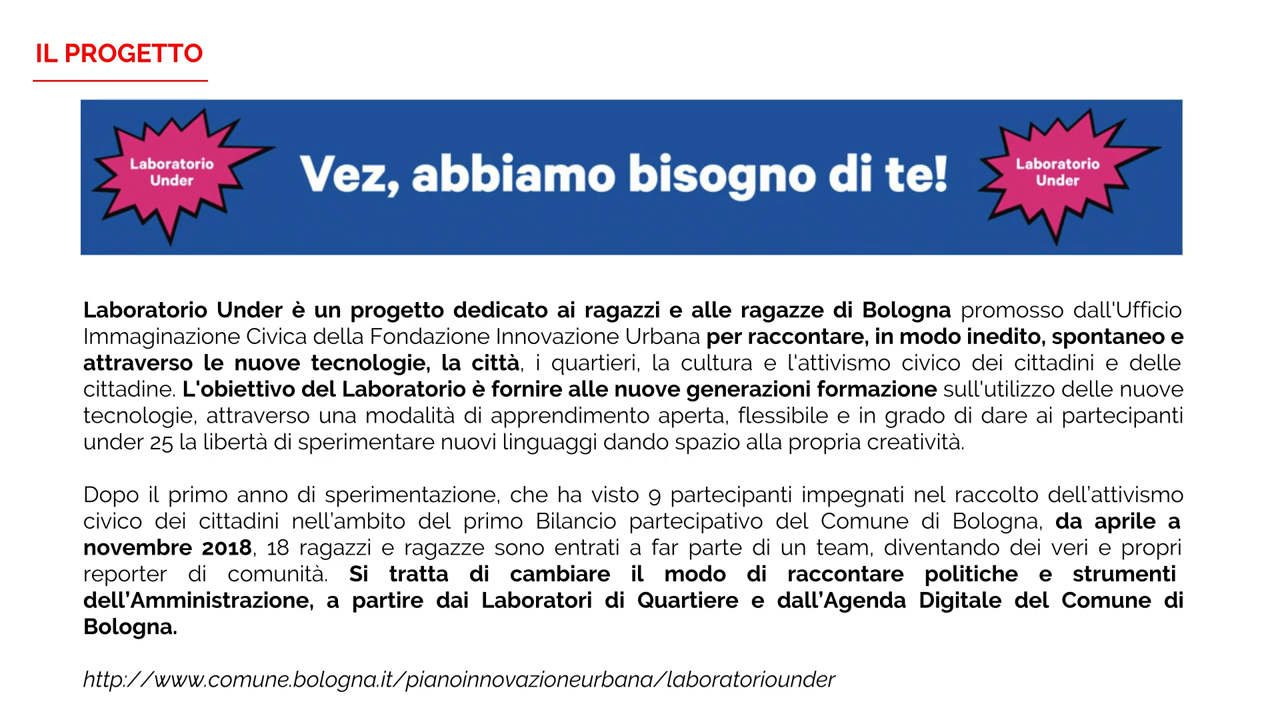 IL PROGETTO
Laboratorio
Under
Vez, abbiamo bisogno di te!
Laboratorio
Under
Laboratorio Under è un progetto dedicato ai ragazzi e alle ragazze di Bologna promosso dall'Ufficio
Immaginazione Civica della Fondazione Innovazione Urbana per raccontare, in modo inedito, spontaneo e
attraverso le nuove tecnologie, la città, i quartieri, la cultura e l'attivismo civico dei cittadini e delle
cittadine. L'obiettivo del Laboratorio è fornire alle nuove generazioni formazione sull'utilizzo delle nuove
tecnologie, attraverso una modalità di apprendimento aperta, flessibile e in grado di dare ai partecipanti
under 25 la libertà di sperimentare nuovi linguaggi dando spazio alla propria creatività.
Dopo il primo anno di sperimentazione, che ha visto 9 partecipanti impegnati nel raccolto dell’attivismo
civico dei cittadini nell’ambito del primo Bilancio partecipativo del Comune di Bologna, da aprile a
novembre 2018, 18 ragazzi e ragazze sono entrati a far parte di un team, diventando dei veri e propri
reporter di comunità. Si tratta di cambiare il modo di raccontare politiche e strumenti
dell’Amministrazione, a partire dai Laboratori di Quartiere e dall’Agenda Digitale del Comune di
Bologna.
http://www.comune.bologna.it/pianoinnovazioneurbana/laboratoriounder